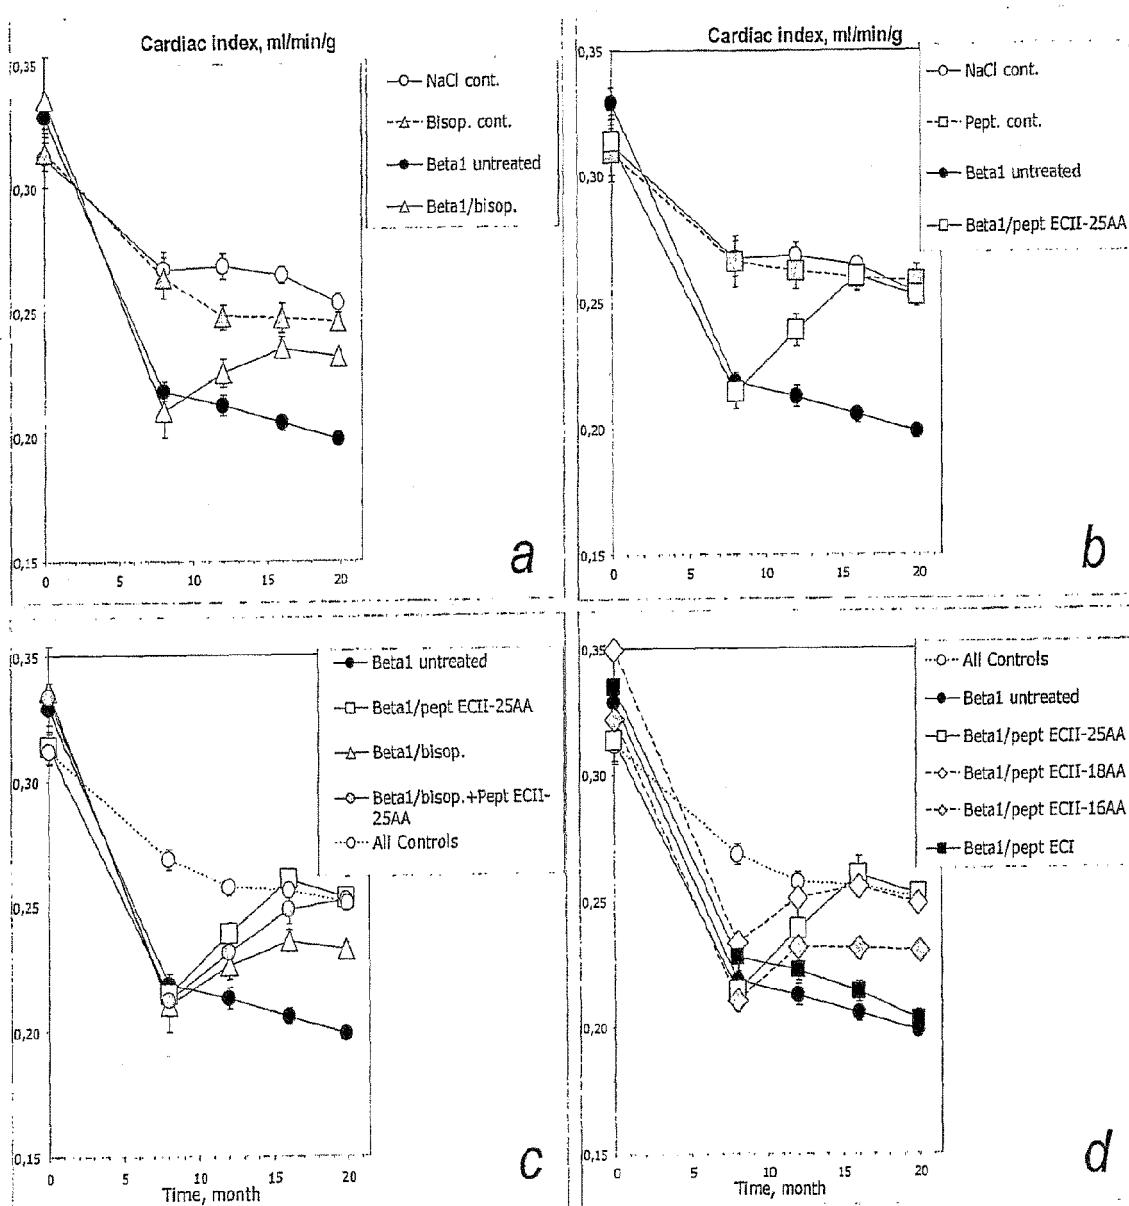 Cardiac index, ml/min/g
0,35
0,30
0,25
0,20
0,15
0
5
10
15
20
NaCl cont.
Bisop. cont.
Beta1 untreated
Beta1/bisop.
a
Cardiac index, ml/min/g
0,35
0,30
0,25
0,20
0,15
0
5
10
15
20
NaCl cont.
Pept. cont.
Beta1 untreated
Beta1/pept ECII-25AA
b
0,35
0,30
0,25
0,20
0,15
0
5
10
15
20
Time, month
Beta1 untreated
Beta1/pept ECII-25AA
Beta1/bisop.
Beta1/bisop.+Pept ECII-
25AA
All Controls
c
0,35
0,30
0,25
0,20
0,15
0
5
10
15
20
Time, month
All Controls
Beta1 untreated
Beta1/pept ECII-25AA
Beta1/pept ECII-18AA
Beta1/pept ECII-16AA
Beta1/pept ECI
d